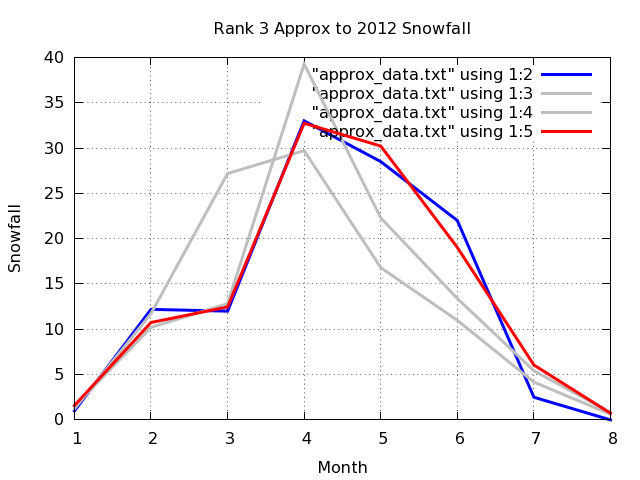 Rank 3 Approx to 2012 Snowfall
40
35
30
25
20
15
10
5
0
Snowfall
"approx_data.txt" using 1:2
"approx_data.txt" using 1:3
"approx_data.txt" using 1:4
"approx_data.txt" using 1:5
1 2 3 4 5 6 7 8
Month